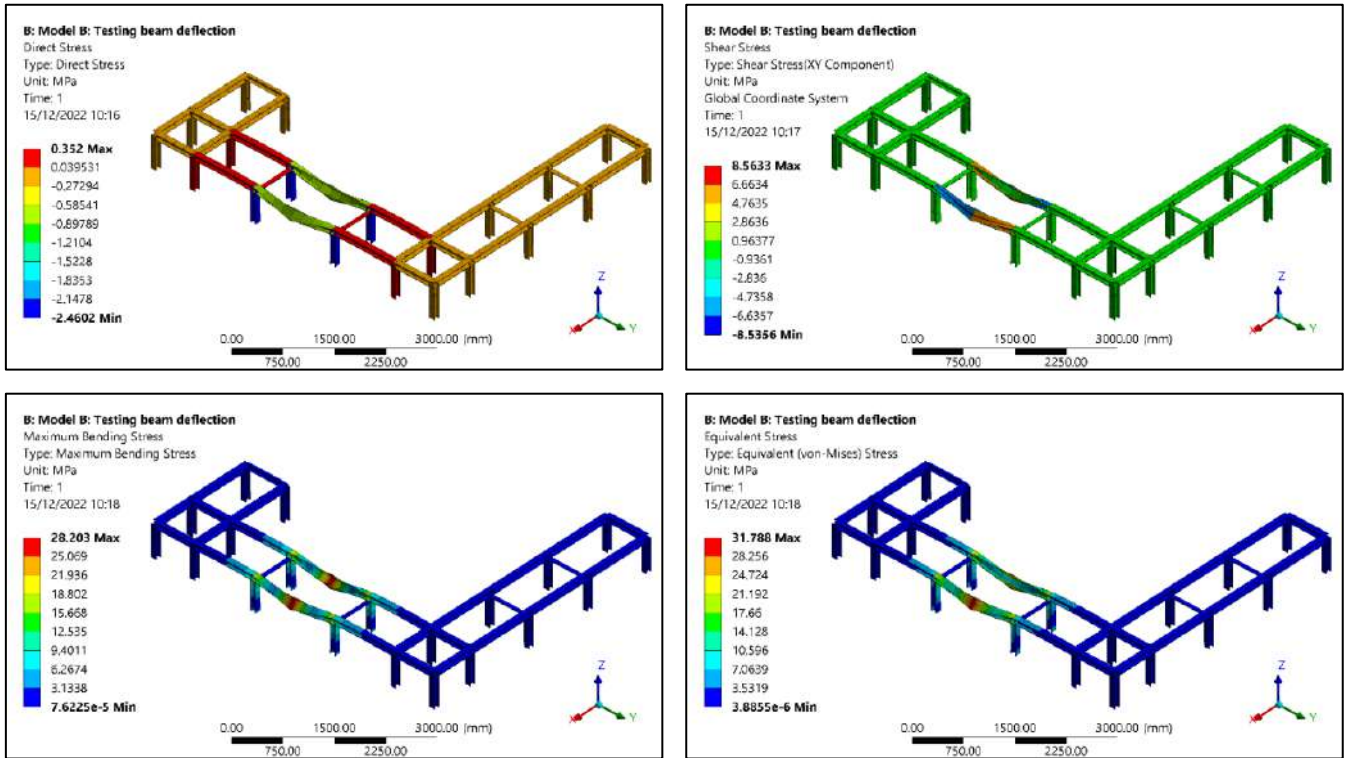 B: Model B: Testing beam deflection
Direct Stress
Type: Direct Stress
Unit: MPa
Time: 1
15/12/2022 10:16
0.352 Max
0.039531
-0.27294
-0.58541
-0.89789
-1.2104
-1.5228
-1.8353
-2.1478
-2.4602 Min
Z
X
Y
0.00 1500.00 3000.00 (mm)
750.00 2250.00
B: Model B: Testing beam deflection
Shear Stress
Type: Shear Stress(XY Component)
Unit: MPa
Global Coordinate System
Time: 1
15/12/2022 10:17
8.5633 Max
6.6634
4.7635
2.8636
0.96377
-0.9361
-2.836
-4.7358
-6.6357
-8.5356 Min
Z
X
Y
0.00 1500.00 3000.00 (mm)
750.00 2250.00
B: Model B: Testing beam deflection
Maximum Bending Stress
Type: Maximum Bending Stress
Unit: MPa
Time: 1
15/12/2022 10:18
28.203 Max
25.069
21.936
18.802
15.668
12.535
9.4011
6.2674
3.1338
7.6225e-5 Min
Z
X
Y
0.00 1500.00 3000.00 (mm)
750.00 2250.00
B: Model B: Testing beam deflection
Equivalent Stress
Type: Equivalent (von-Mises) Stress
Unit: MPa
Time: 1
15/12/2022 10:18
31.788 Max
28.256
24.724
21.192
17.66
14.128
10.596
7.0639
3.5319
3.8855e-6 Min
Z
X
Y
0.00 1500.00 3000.00 (mm)
750.00 2250.00